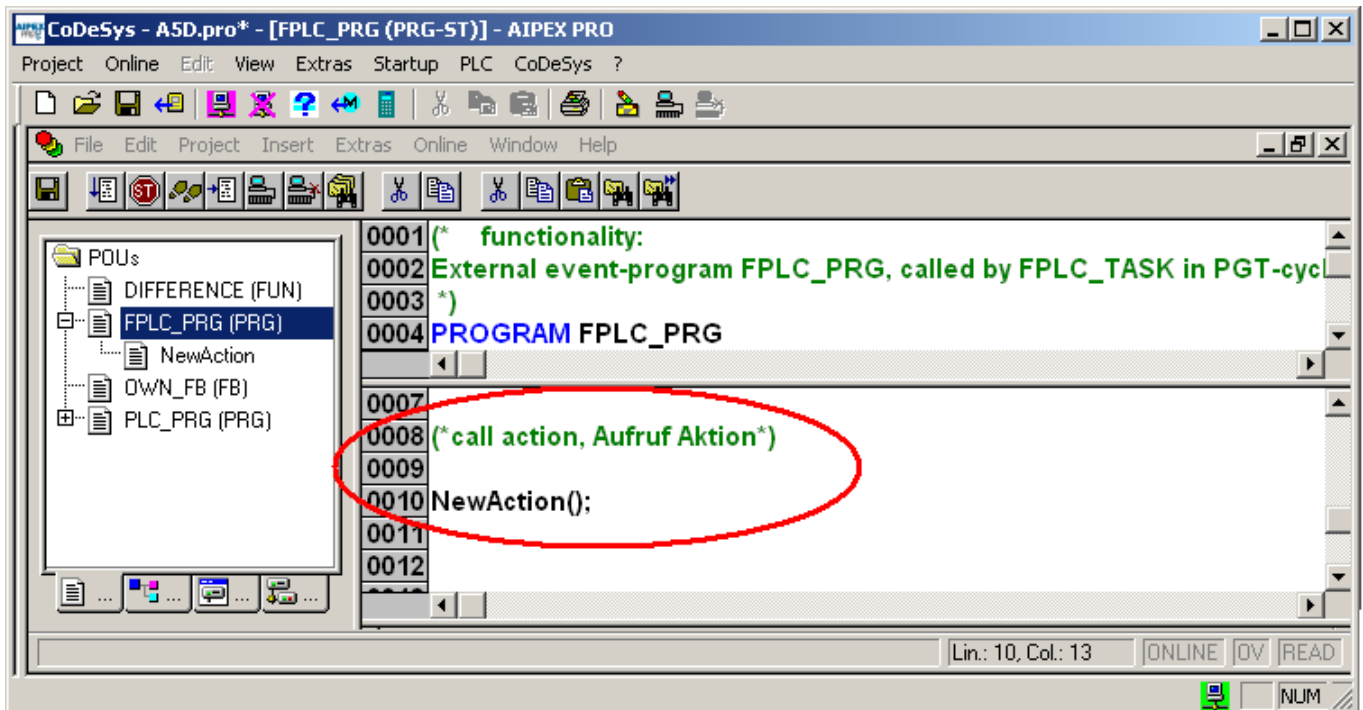 CoDeSys - A5D.pro* - [FPLC_PRG (PRG-ST)] - AIPEX PRO
Project Online Edit View Extras Startup PLC CoDeSys ?
File Edit Project Insert Extras Online Window Help
POUs
DIFFERENCE (FUN)
FPLC_PRG (PRG)
NewAction
OWN_FB (FB)
PLC_PRG (PRG)
... ... ... ...
0001 (* functionality:
0002 External event-program FPLC_PRG, called by FPLC_TASK in PGT-cycl
0003 *)
0004 PROGRAM FPLC_PRG
0007
0008 (*call action, Aufruf Aktion*)
0009
0010 NewAction();
0011
0012
Lin.: 10, Col.: 13 ONLINE OV READ
NUM